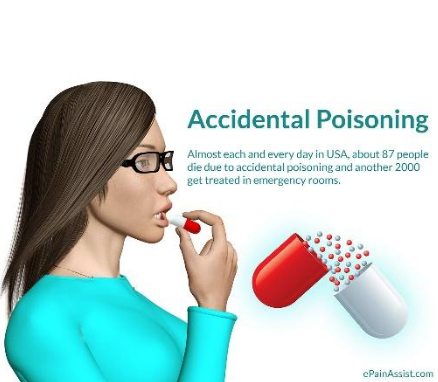 Accidental Poisoning
Almost each and every day in USA, about 87 people
die due to accidental poisoning and another 2000
get treated in emergency rooms.
ePainAssist.com